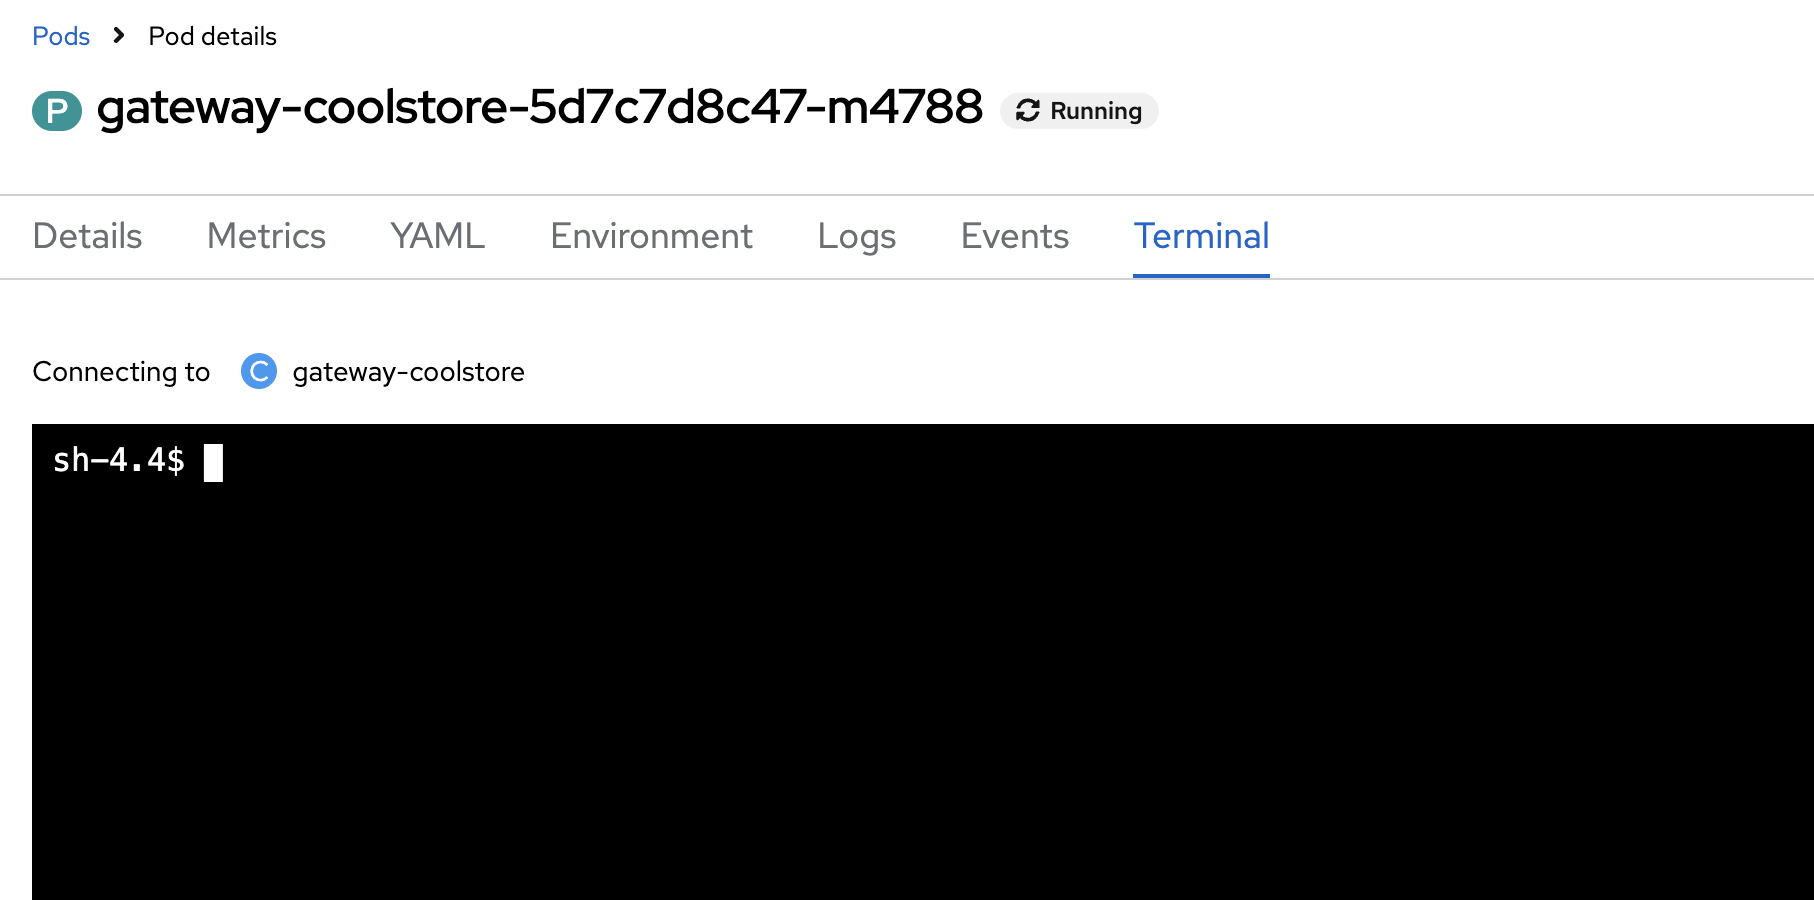 Pods > Pod details
P gateway-coolstore-5d7c7d8c47-m4788 Running
Details Metrics YAML Environment Logs Events Terminal
Connecting to C gateway-coolstore
sh-4.4$